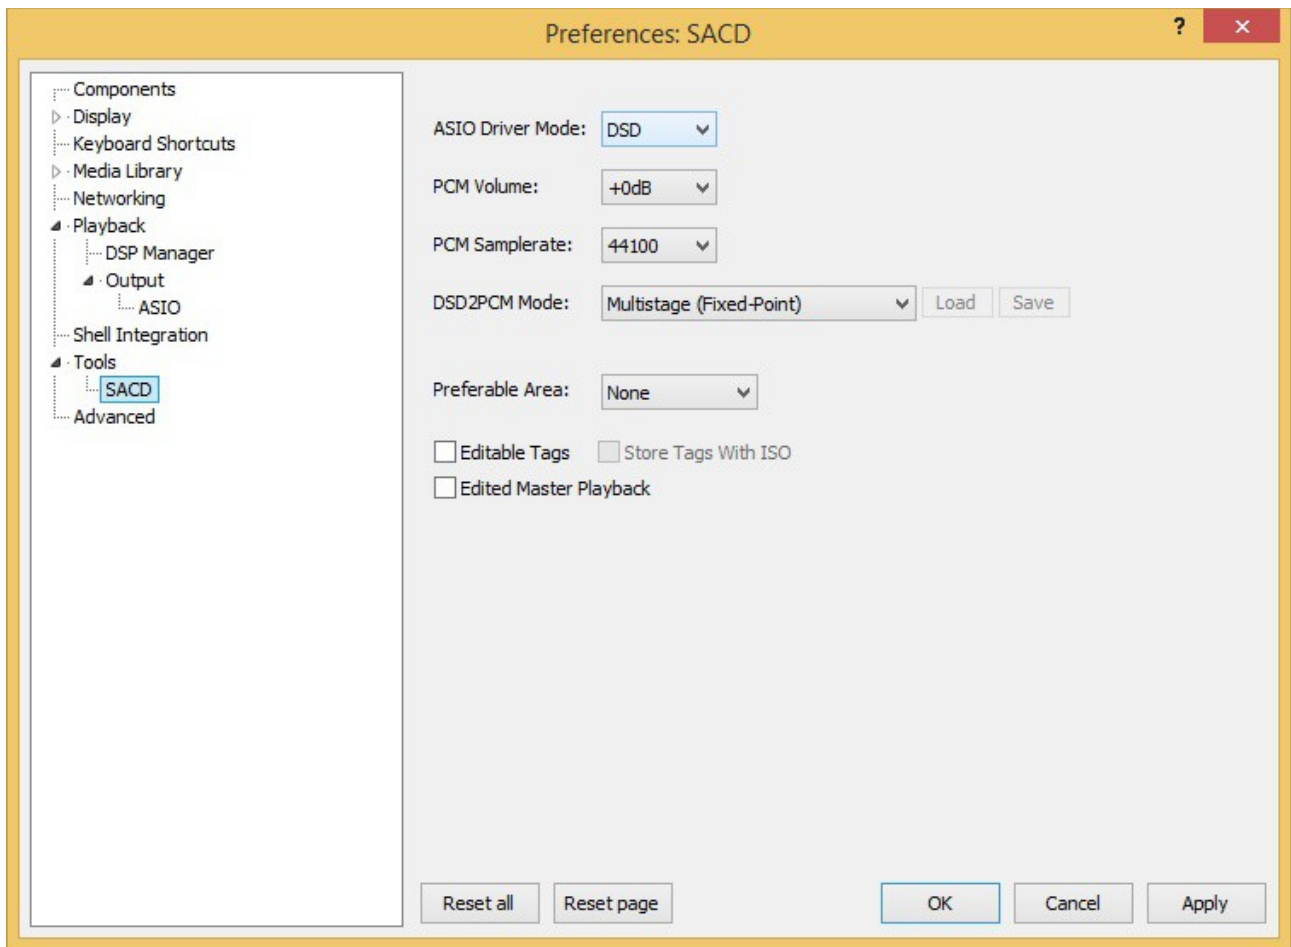 Preferences: SACD
?
Components
Display
Keyboard Shortcuts
Media Library
Networking
Playback
DSP Manager
Output
ASIO
Shell Integration
Tools
SACD
Advanced
ASIO Driver Mode: DSD
PCM Volume: +0dB
PCM Samplerate: 44100
DSD2PCM Mode: Multistage (Fixed-Point) Load Save
Preferable Area: None
Editable Tags Store Tags With ISO
Edited Master Playback
Reset all Reset page OK Cancel Apply